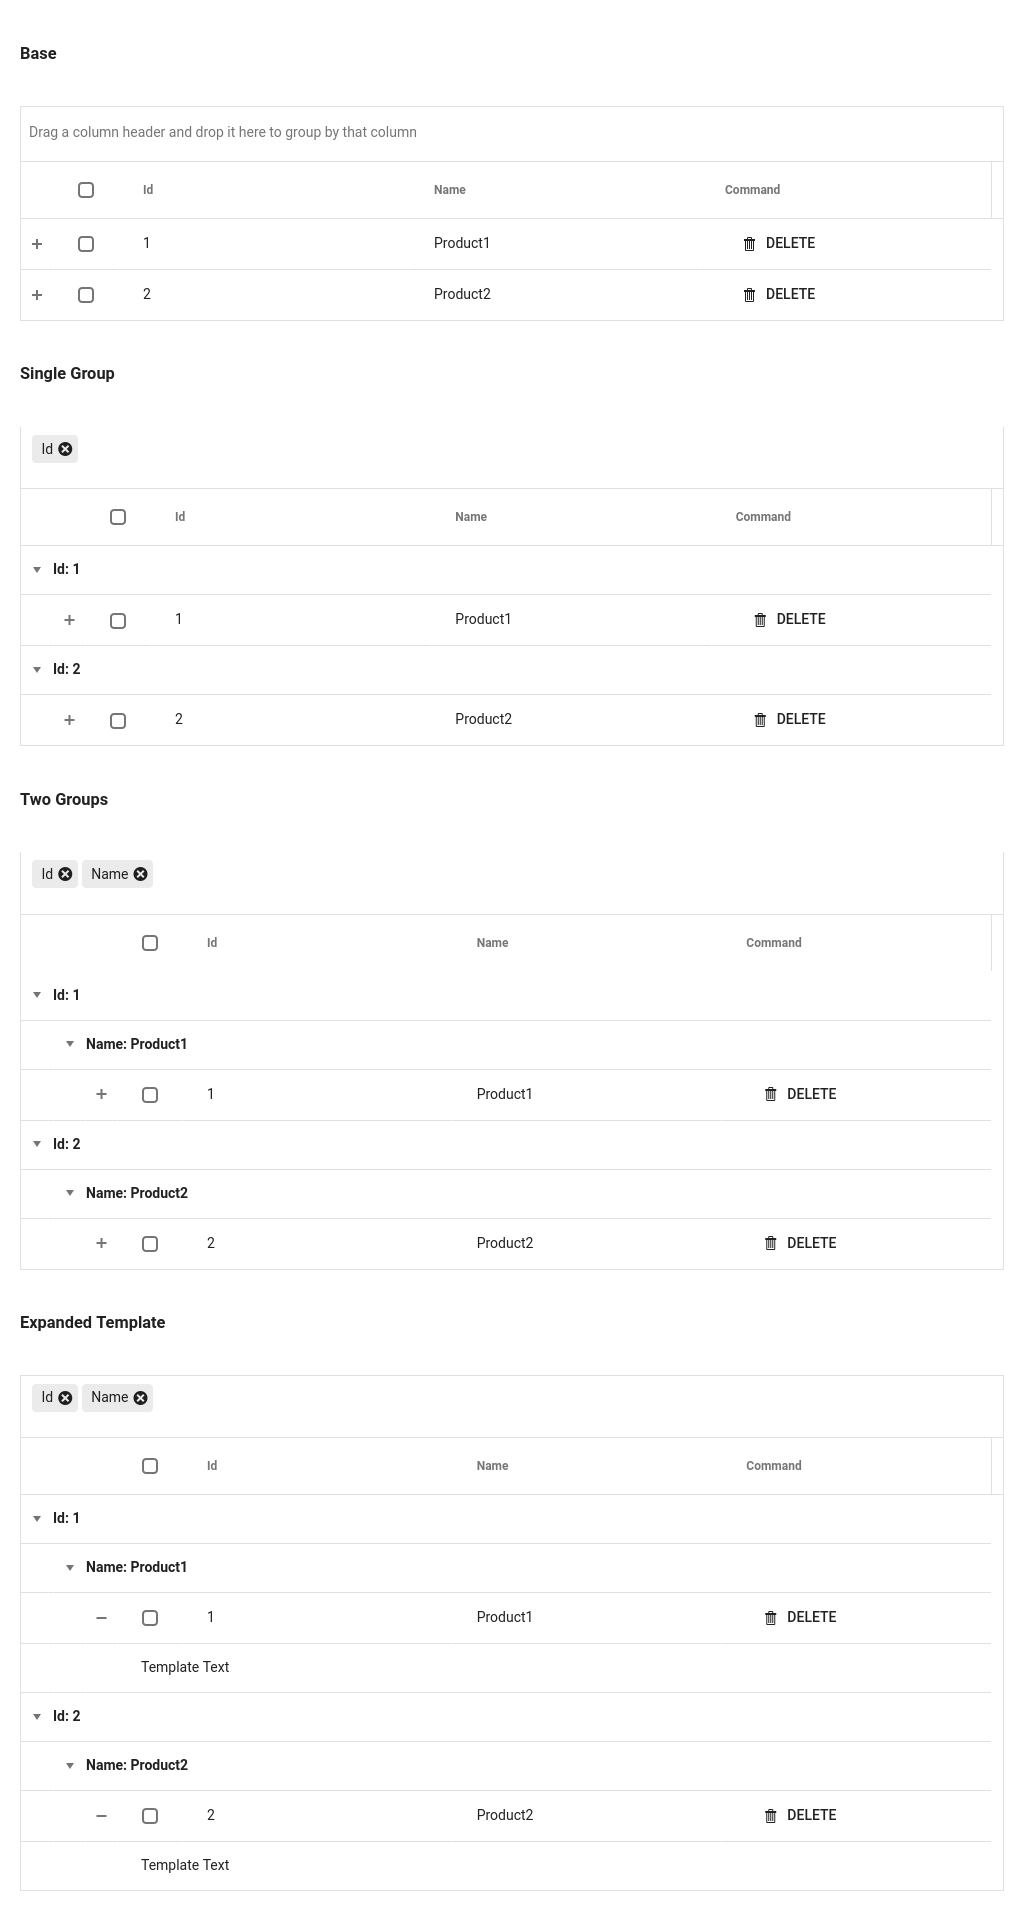 Base
Drag a column header and drop it here to group by that column
Id Name Command
1 Product1 DELETE
2 Product2 DELETE
Single Group
Id
Id Name Command
Id: 1
1 Product1 DELETE
Id: 2
2 Product2 DELETE
Two Groups
Id Name
Id Name Command
Id: 1
Name: Product1
1 Product1 DELETE
Id: 2
Name: Product2
2 Product2 DELETE
Expanded Template
Id Name
Id Name Command
Id: 1
Name: Product1
1 Product1 DELETE
Template Text
Id: 2
Name: Product2
2 Product2 DELETE
Template Text